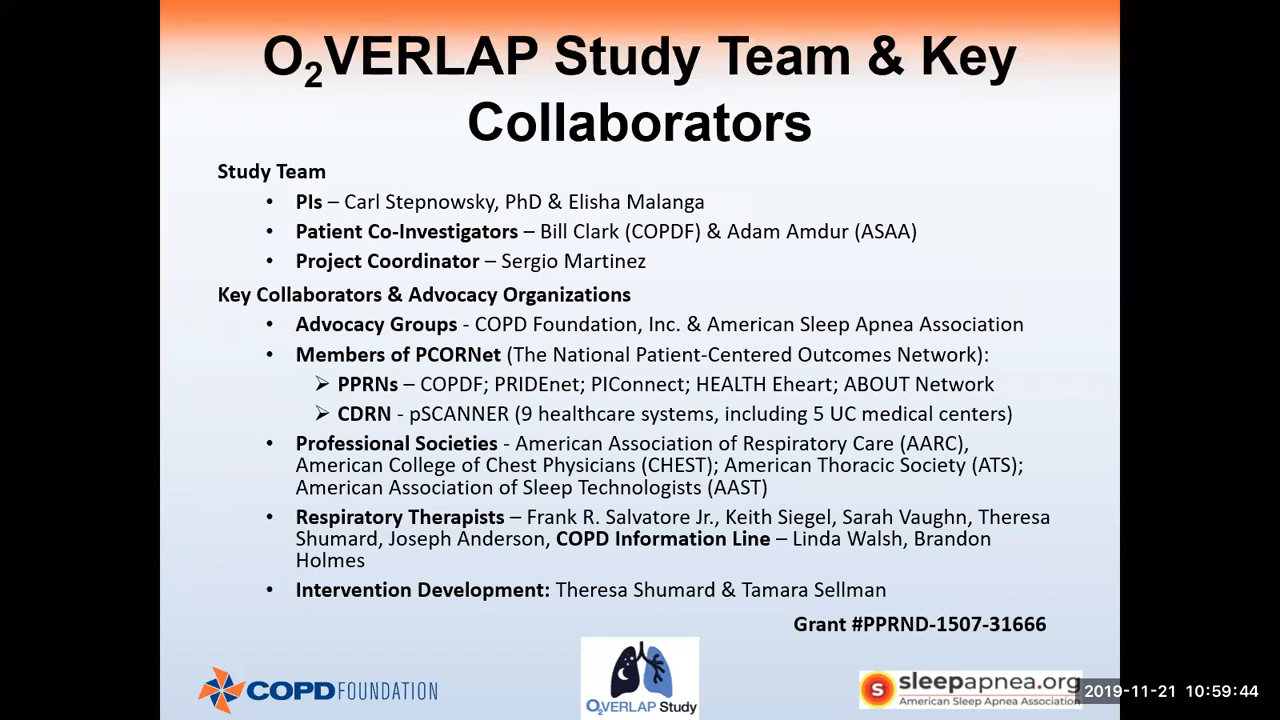 O2VERLAP Study Team & Key
Collaborators
Study Team
• PIs – Carl Stepnowsky, PhD & Elisha Malanga
• Patient Co-Investigators – Bill Clark (COPDF) & Adam Amdur (ASAA)
• Project Coordinator – Sergio Martinez
Key Collaborators & Advocacy Organizations
• Advocacy Groups - COPD Foundation, Inc. & American Sleep Apnea Association
• Members of PCORNet (The National Patient-Centered Outcomes Network):
➢ PPRNs – COPDF; PRIDEnet; PIConnect; HEALTH Eheart; ABOUT Network
➢ CDRN - pSCANNER (9 healthcare systems, including 5 UC medical centers)
• Professional Societies - American Association of Respiratory Care (AARC),
American College of Chest Physicians (CHEST); American Thoracic Society (ATS);
American Association of Sleep Technologists (AAST)
• Respiratory Therapists – Frank R. Salvatore Jr., Keith Siegel, Sarah Vaughn, Theresa
Shumard, Joseph Anderson, COPD Information Line – Linda Walsh, Brandon
Holmes
• Intervention Development: Theresa Shumard & Tamara Sellman
Grant #PPRND-1507-31666
COPDFOUNDATION
O2VERLAP Study
S
sleepapnea.org
American Sleep Apnea Association
2019-11-21 10:59:44